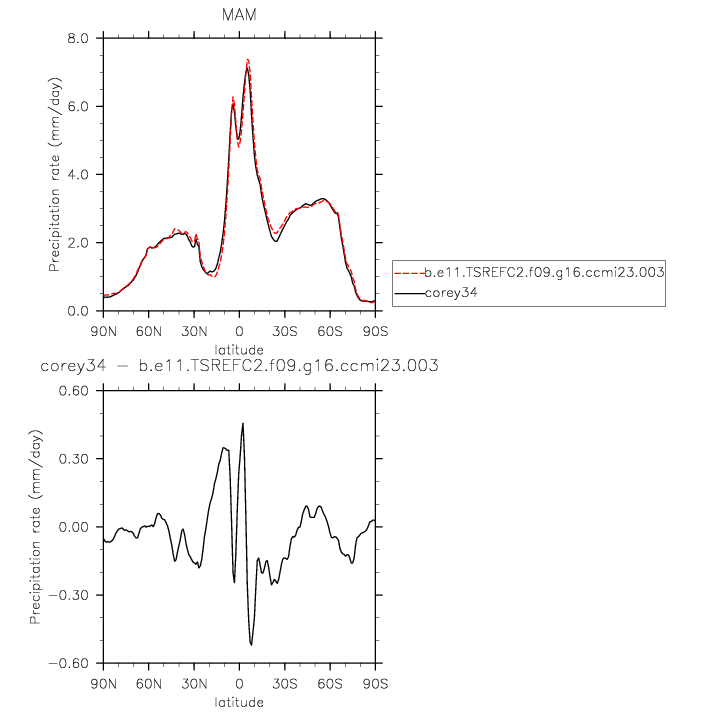 MAM
Precipitation rate (mm/day)
8.0
6.0
4.0
2.0
0.0
90N 60N 30N 0 30S 60S 90S
latitude
b.e11.TSREFC2.f09.g16.ccmi23.003
corey34
corey34 − b.e11.TSREFC2.f09.g16.ccmi23.003
Precipitation rate (mm/day)
0.60
0.30
0.00
−0.30
−0.60
90N 60N 30N 0 30S 60S 90S
latitude